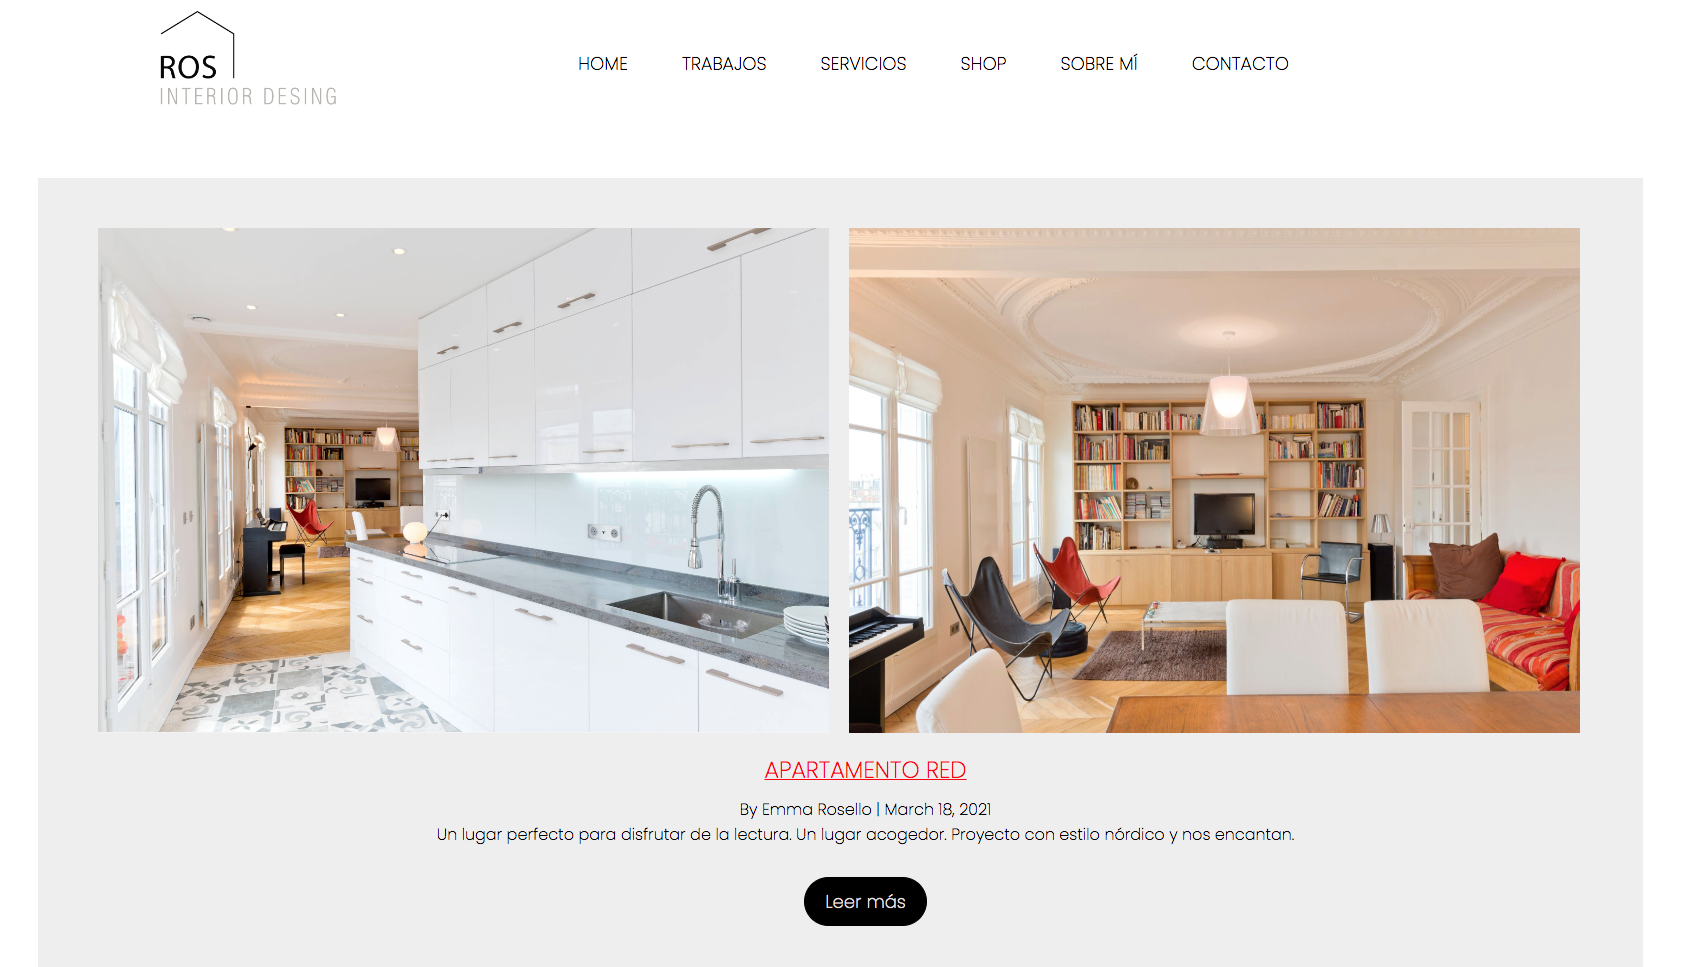 ROS
INTERIOR DESING
HOME TRABAJOS SERVICIOS SHOP SOBRE MÍ CONTACTO
APARTAMENTO RED
By Emma Rosello | March 18, 2021
Un lugar perfecto para disfrutar de la lectura. Un lugar acogedor. Proyecto con estilo nórdico y nos encantan.
Leer más